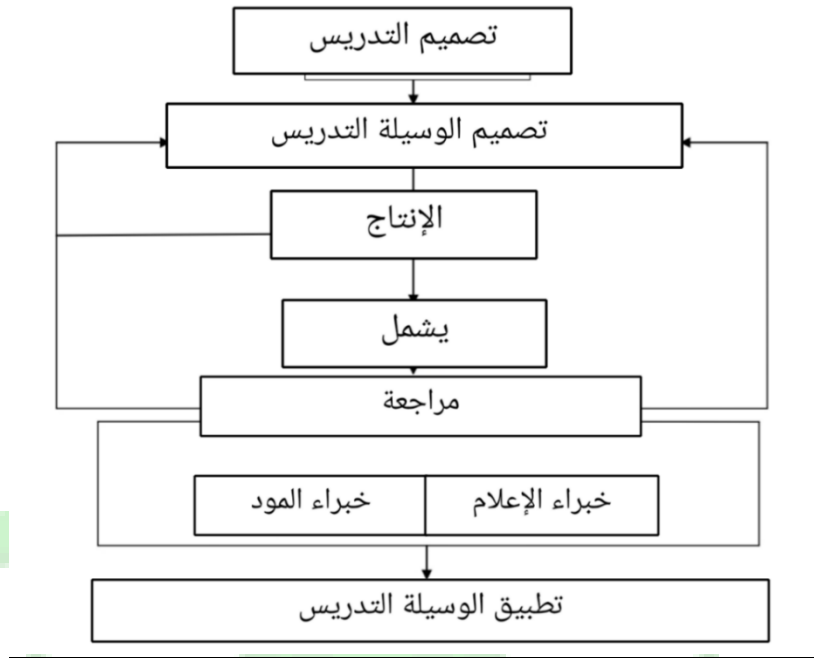 تصميم التدريس
تصميم الوسيلة التدريس
الإنتاج
يشمل
مراجعة
خبراء الإعلام
خبراء المود
تطبيق الوسيلة التدريس